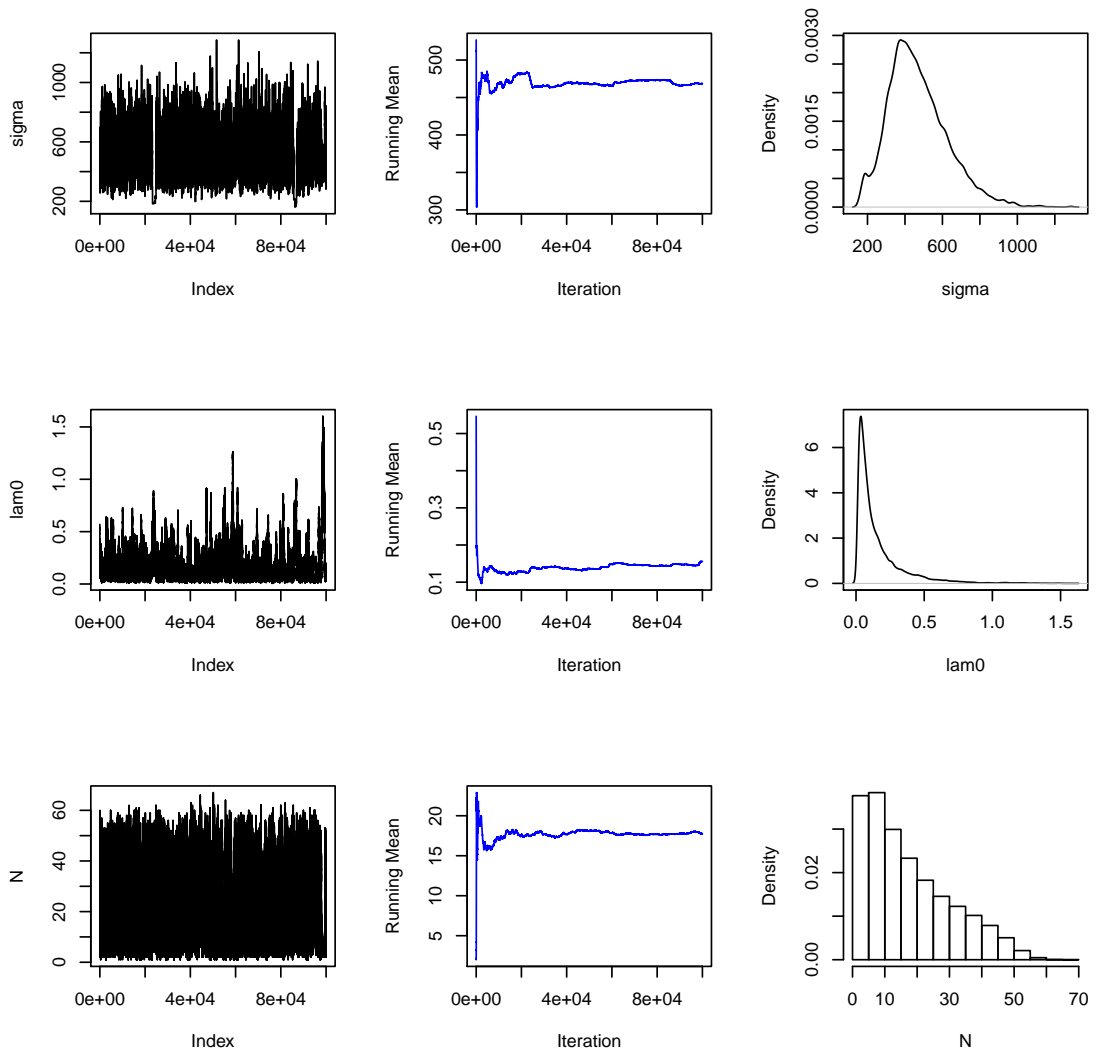 sigma
200 600 1000
0e+00 4e+04 8e+04
Index
Running Mean
300 400 500
0e+00 4e+04 8e+04
Iteration
Density
0.0000 0.0015 0.0030
200 600 1000
sigma
lam0
0.0 0.5 1.0 1.5
0e+00 4e+04 8e+04
Index
Running Mean
0.1 0.3 0.5
0e+00 4e+04 8e+04
Iteration
Density
0 2 4 6
0.0 0.5 1.0 1.5
lam0
N
0 20 40 60
0e+00 4e+04 8e+04
Index
Running Mean
5 10 15 20
0e+00 4e+04 8e+04
Iteration
Density
0.00 0.02
0 10 30 50 70
N